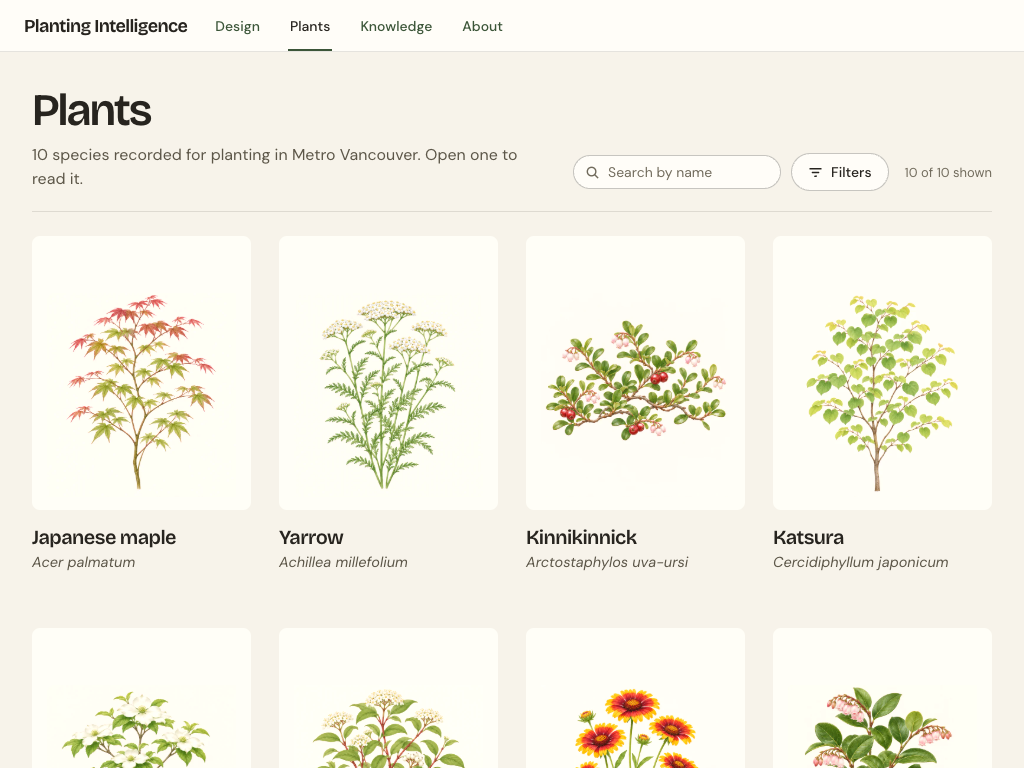 Planting Intelligence Design Plants Knowledge About
Plants
10 species recorded for planting in Metro Vancouver. Open one to
read it.
Search by name Filters 10 of 10 shown
Japanese maple Yarrow Kinnikinnick Katsura
Acer palmatum Achillea millefolium Arctostaphylos uva-ursi Cercidiphyllum japonicum